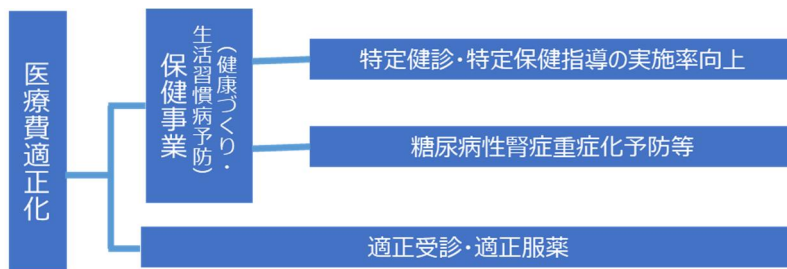 医療費適正化
保健事業
（健康づくり・
生活習慣病予防）
特定健診・特定保健指導の実施率向上
糖尿病性腎症重症化予防等
適正受診・適正服薬